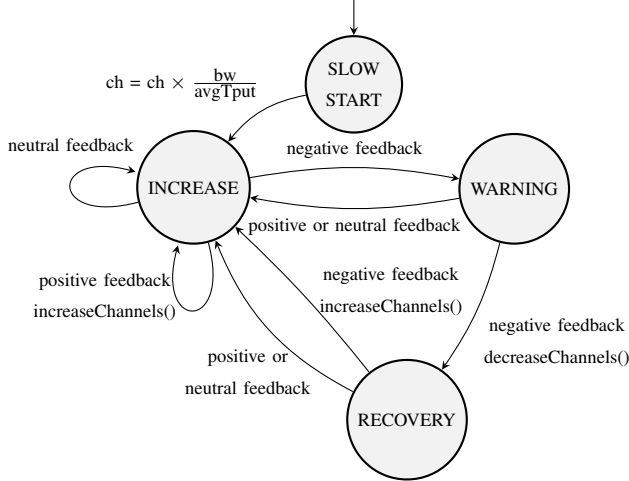 SLOW
START
ch = ch × bw
avgTput
neutral feedback
negative feedback
INCREASE
WARNING
positive or neutral feedback
positive feedback
increaseChannels()
negative feedback
increaseChannels()
negative feedback
decreaseChannels()
positive or
neutral feedback
RECOVERY